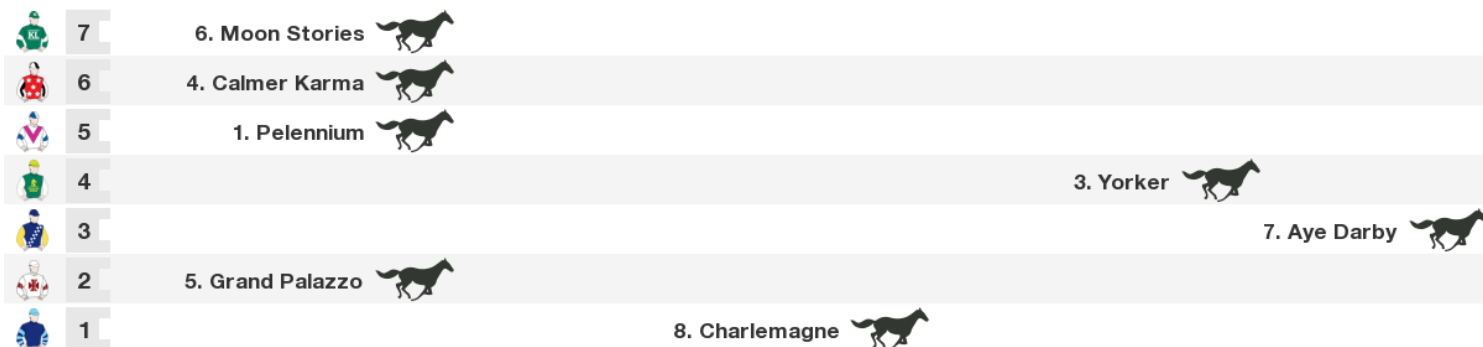 7 6. Moon Stories
6 4. Calmer Karma
5 1. Pelennium
4 3. Yorker
3 7. Aye Darby
2 5. Grand Palazzo
1 8. Charlemagne